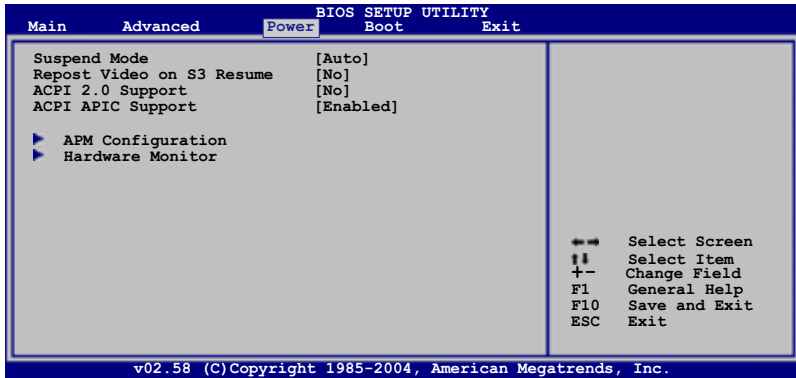 BIOS SETUP UTILITY
Main Advanced Power Boot Exit
Suspend Mode [Auto]
Repost Video on S3 Resume [No]
ACPI 2.0 Support [No]
ACPI APIC Support [Enabled]
APM Configuration
Hardware Monitor
Select Screen
Select Item
+- Change Field
F1 General Help
F10 Save and Exit
ESC Exit
v02.58 (C)Copyright 1985-2004, American Megatrends, Inc.